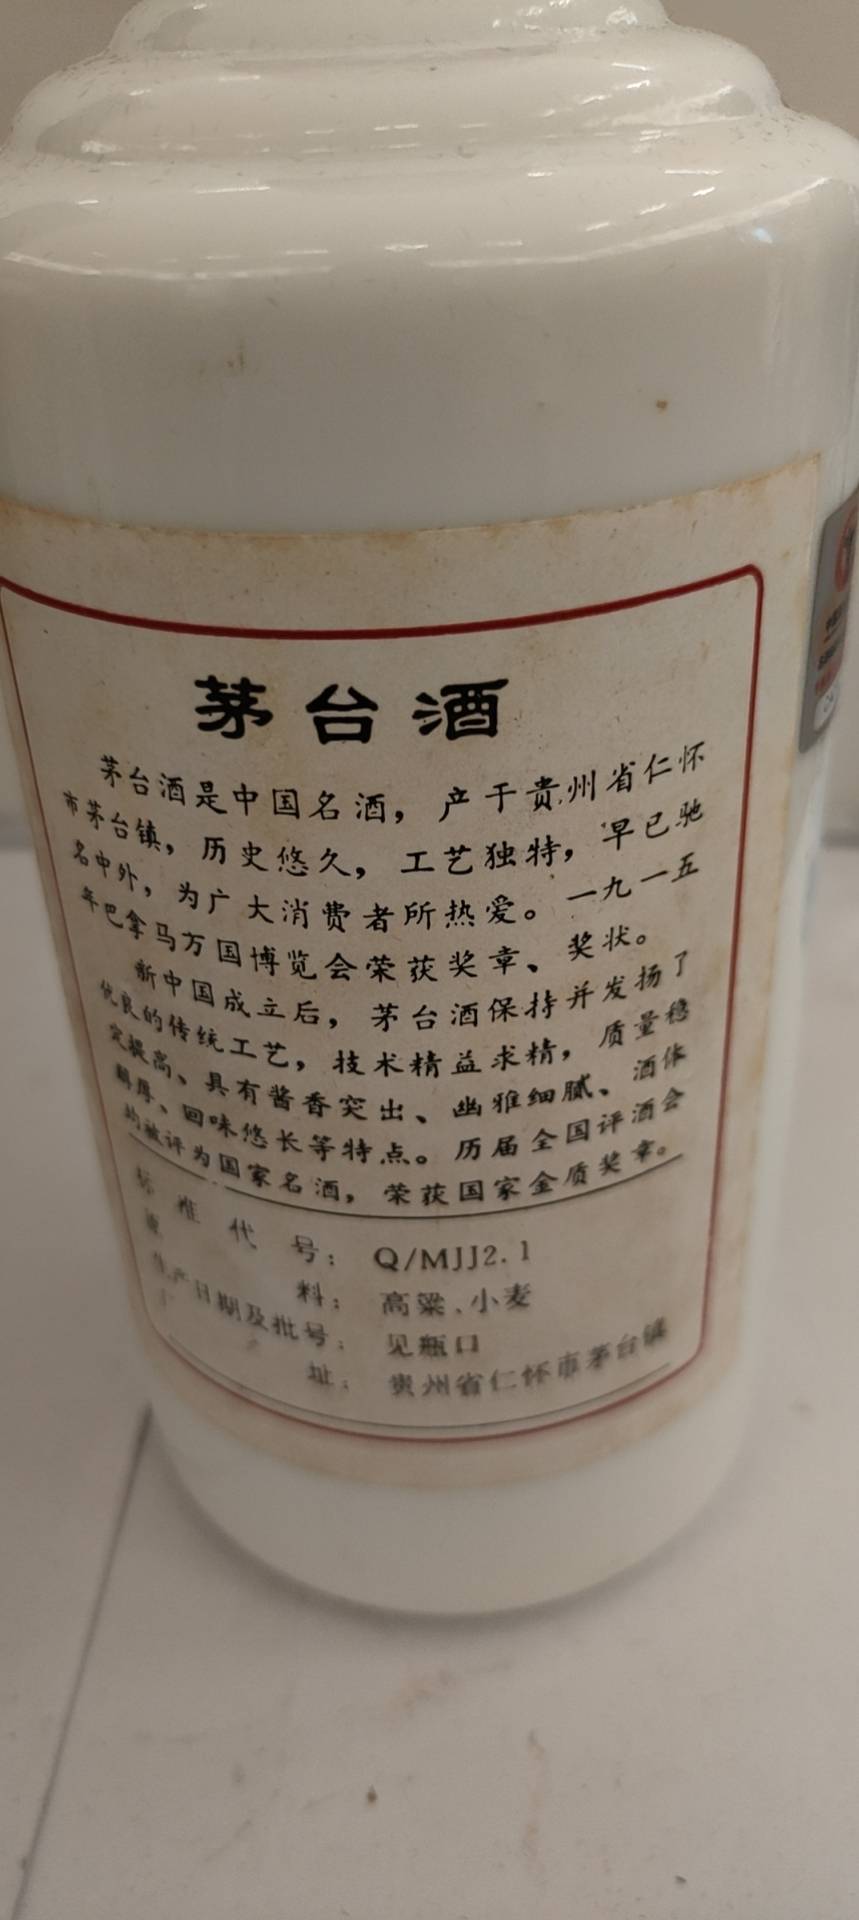 茅台酒
茅台酒是中国名酒，产于贵州省仁怀
市茅台镇，历史悠久，工艺独特，早已驰
名中外，为广大消费者所热爱。一九一五
年巴拿马万国博览会荣获奖章、奖状。
新中国成立后，茅台酒保持并发扬了
优良的传统工艺，技术精益求精，质量稳
定提高、具有酱香突出、幽雅细腻、酒体
醇厚、回味悠长等特点。历届全国评酒会
均被评为国家名酒，荣获国家金质奖章。
标准代号：Q/MJJ2.1
原料：高粱、小麦
生产日期及批号：见瓶口
址：贵州省仁怀市茅台镇